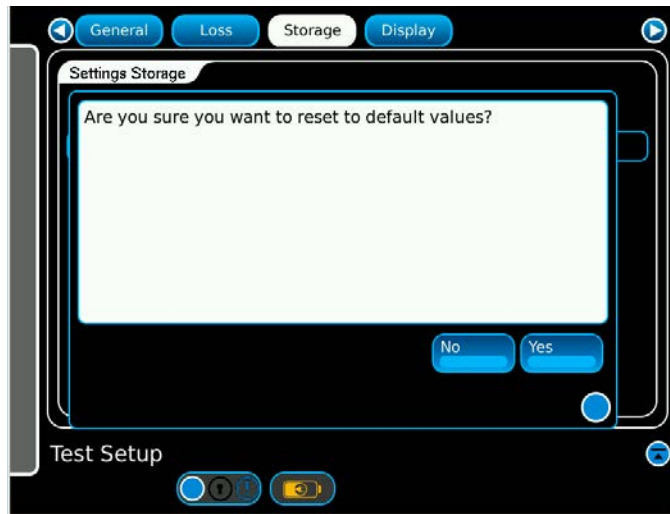 General
Loss
Storage
Display
Settings Storage
Are you sure you want to reset to default values?
No
Yes
Test Setup